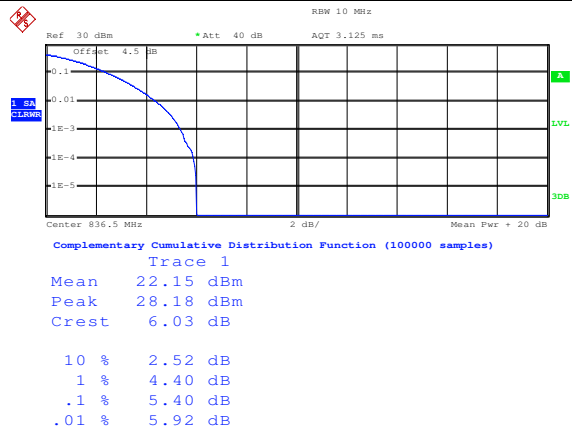 R S
RBW 10 MHz
Ref 30 dBm *Att 40 dB AQT 3.125 ms
Offset 4.5 dB
A
0.1
1 SA
CLRWR
0.01
LVL
1E-3
1E-4
1E-5
3DB
Center 836.5 MHz 2 dB/ Mean Pwr + 20 dB
Complementary Cumulative Distribution Function (100000 samples)
Trace 1
Mean 22.15 dBm
Peak 28.18 dBm
Crest 6.03 dB
10 % 2.52 dB
1 % 4.40 dB
.1 % 5.40 dB
.01 % 5.92 dB